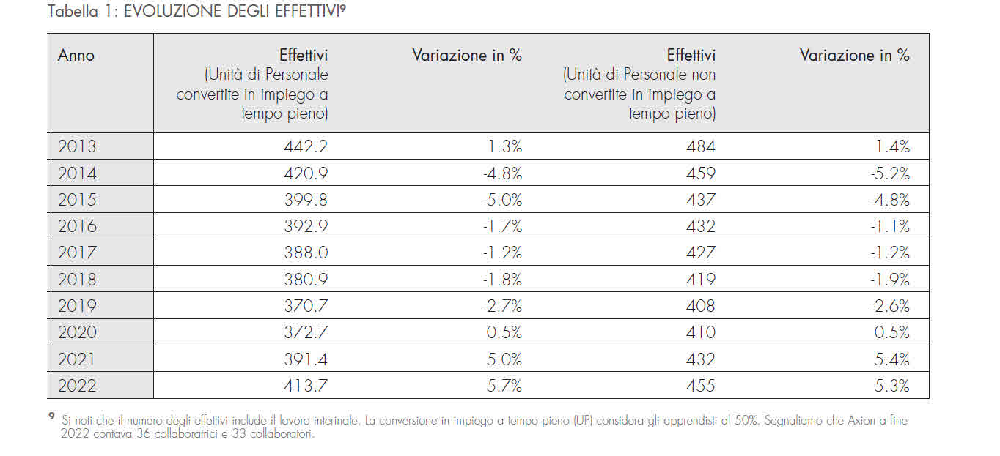 Tabella 1: EVOLUZIONE DEGLI EFFETTIVI⁹
Anno Effettivi Variazione in % Effettivi Variazione in %
(Unità di Personale (Unità di Personale non
convertite in impiego a convertite in impiego a
tempo pieno) tempo pieno)
2013 442.2 1.3% 484 1.4%
2014 420.9 -4.8% 459 -5.2%
2015 399.8 -5.0% 437 -4.8%
2016 392.9 -1.7% 432 -1.1%
2017 388.0 -1.2% 427 -1.2%
2018 380.9 -1.8% 419 -1.9%
2019 370.7 -2.7% 408 -2.6%
2020 372.7 0.5% 410 0.5%
2021 391.4 5.0% 432 5.4%
2022 413.7 5.7% 455 5.3%
⁹ Si noti che il numero degli effettivi include il lavoro interinale. La conversione in impiego a tempo pieno (UP) considera gli apprendisti al 50%. Segnaliamo che Axion a fine
2022 contava 36 collaboratrici e 33 collaboratori.